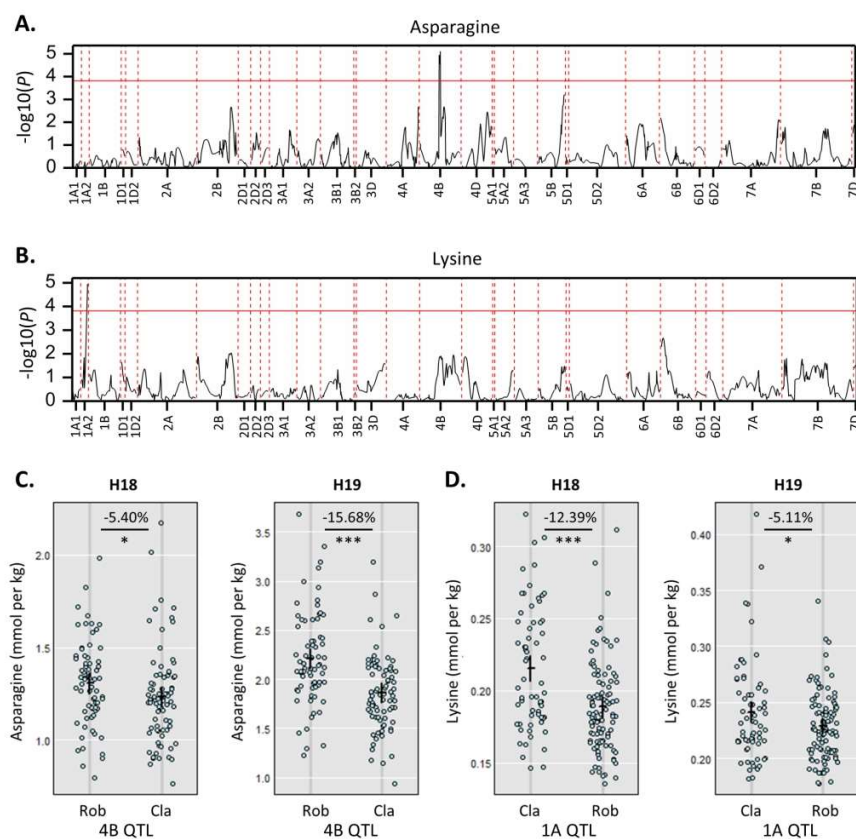 A.
Asparagine
-log10(P)
5
4
3
2
1
0
1A1
1A2
1B
1D1
1D2
2A
2B
2D1
2D2
2D3
3A1
3A2
3B1
3B2
3D
4A
4B
4D
5A1
5A2
5A3
5B
5D1
5D2
6A
6B
6D1
6D2
7A
7B
7D
B.
Lysine
-log10(P)
5
4
3
2
1
0
1A1
1A2
1B
1D1
1D2
2A
2B
2D1
2D2
2D3
3A1
3A2
3B1
3B2
3D
4A
4B
4D
5A1
5A2
5A3
5B
5D1
5D2
6A
6B
6D1
6D2
7A
7B
7D
C.
H18
-5.40%
*
Asparagine (mmol per kg)
2.0
1.5
1.0
Rob Cla
4B QTL
H19
-15.68%
***
Asparagine (mmol per kg)
3.5
3.0
2.5
2.0
1.5
1.0
Rob Cla
4B QTL
D.
H18
-12.39%
***
Lysine (mmol per kg)
0.30
0.25
0.20
0.15
Cla Rob
1A QTL
H19
-5.11%
*
Lysine (mmol per kg)
0.40
0.35
0.30
0.25
0.20
Cla Rob
1A QTL